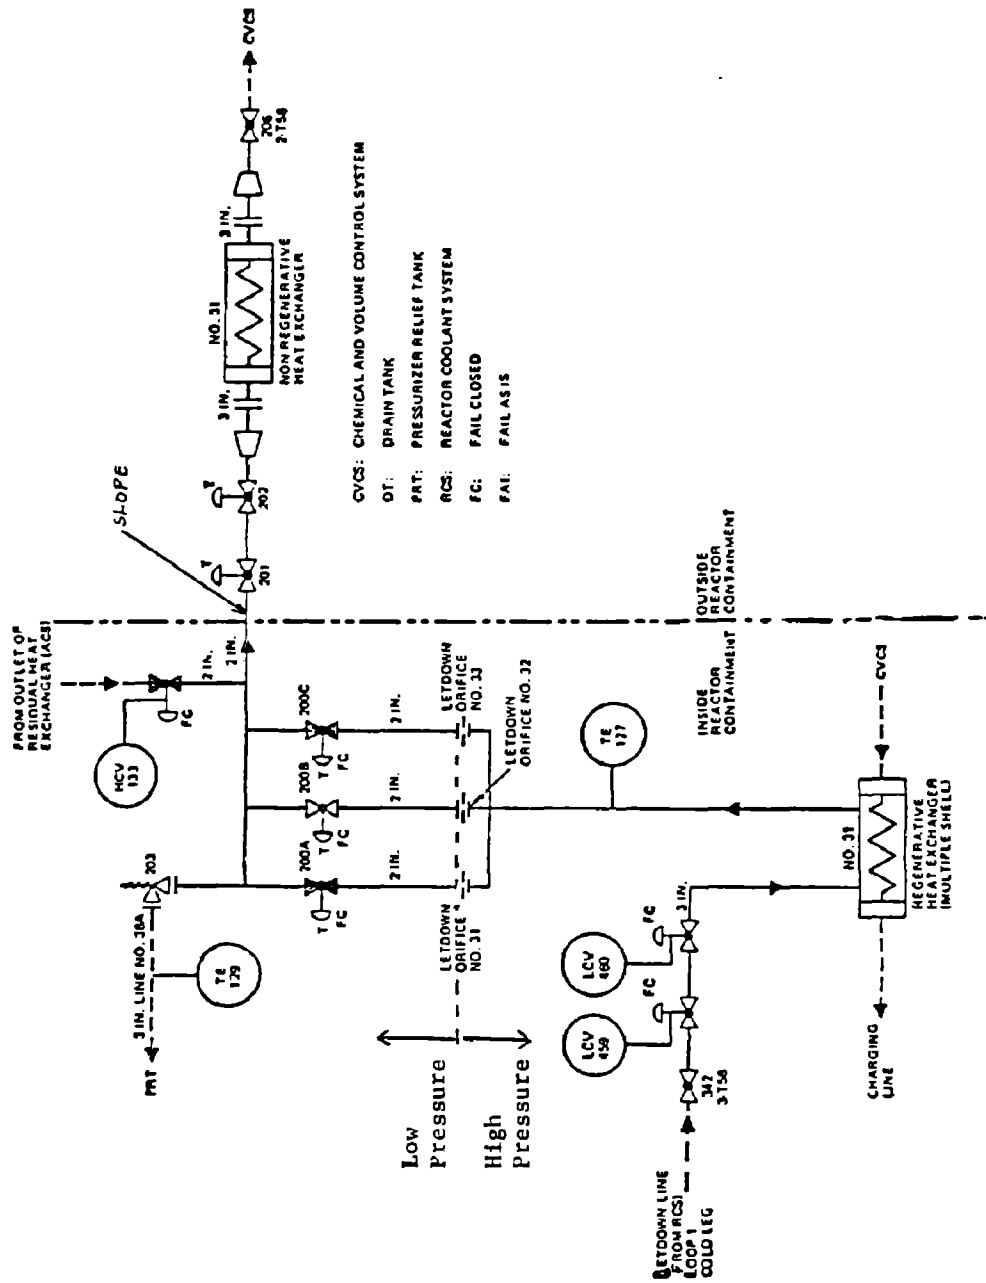 PRT
3 IN. LINE NO. 38A
TE
129
203
FROM OUTLET OF
RESIDUAL HEAT
EXCHANGER (ACS)
HCV
133
FC
2 IN.
2 IN.
SLOPE
T
201
T
202
3 IN.
NO. 31
NON REGENERATIVE
HEAT EXCHANGER
3 IN.
206
2-T58
CVCS
200A
T
FC
2 IN.
200B
T
FC
2 IN.
200C
T
FC
2 IN.
LETDOWN
ORIFICE
NO. 31
LETDOWN
ORIFICE NO. 32
LETDOWN
ORIFICE
NO. 33
Low
Pressure
High
Pressure
TE
127
INSIDE
REACTOR
CONTAINMENT
OUTSIDE
REACTOR
CONTAINMENT
CVCS: CHEMICAL AND VOLUME CONTROL SYSTEM
DT: DRAIN TANK
PRT: PRESSURIZER RELIEF TANK
RCS: REACTOR COOLANT SYSTEM
FC: FAIL CLOSED
FAI: FAIL AS IS
LETDOWN LINE
FROM RCS)
LOOP 1
COLD LEG
342
3-T58
LCV
459
FC
LCV
460
FC
3 IN.
CHARGING
LINE
NO. 31
REGENERATIVE
HEAT EXCHANGER
(MULTIPLE SHELL)
CVCS